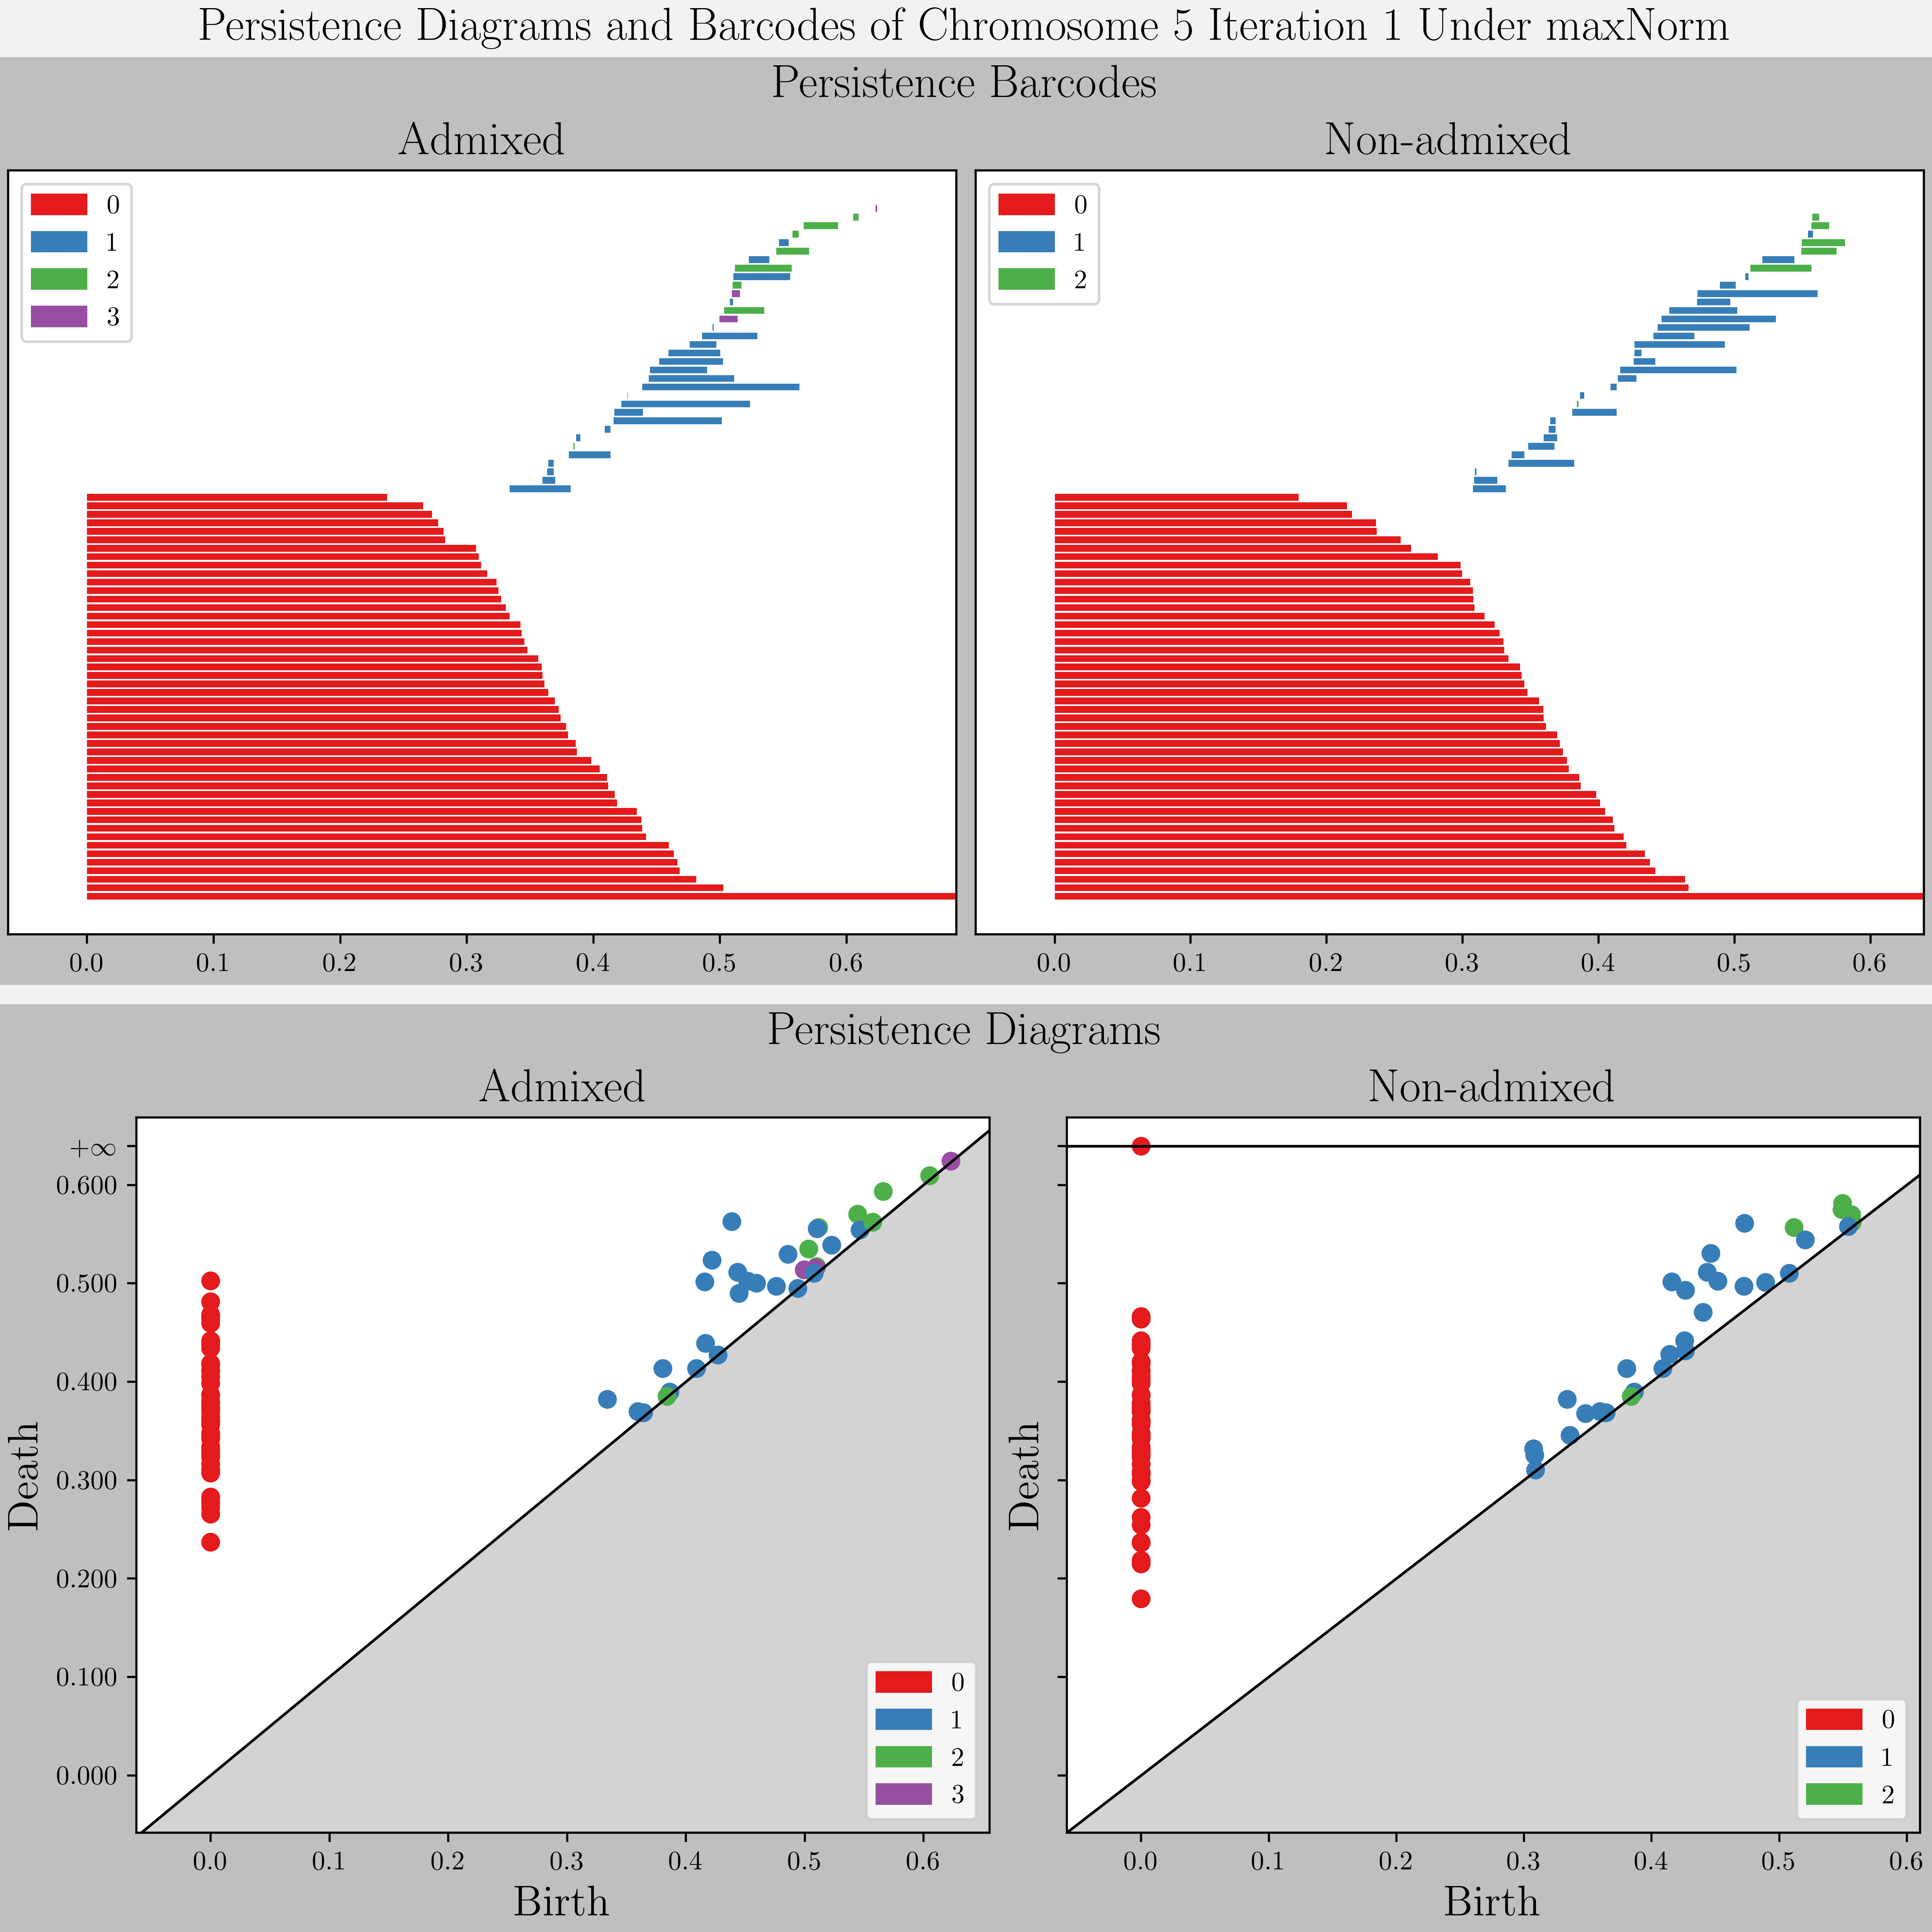 Persistence Diagrams and Barcodes of Chromosome 5 Iteration 1 Under maxNorm
Persistence Barcodes
Admixed
Non-admixed
0
1
2
3
0
1
2
0.0 0.1 0.2 0.3 0.4 0.5 0.6
0.0 0.1 0.2 0.3 0.4 0.5 0.6
Persistence Diagrams
Admixed
Non-admixed
+∞
0.600
0.500
0.400
0.300
0.200
0.100
0.000
Death
0
1
2
3
0.0 0.1 0.2 0.3 0.4 0.5 0.6
Birth
Death
0
1
2
0.0 0.1 0.2 0.3 0.4 0.5 0.6
Birth